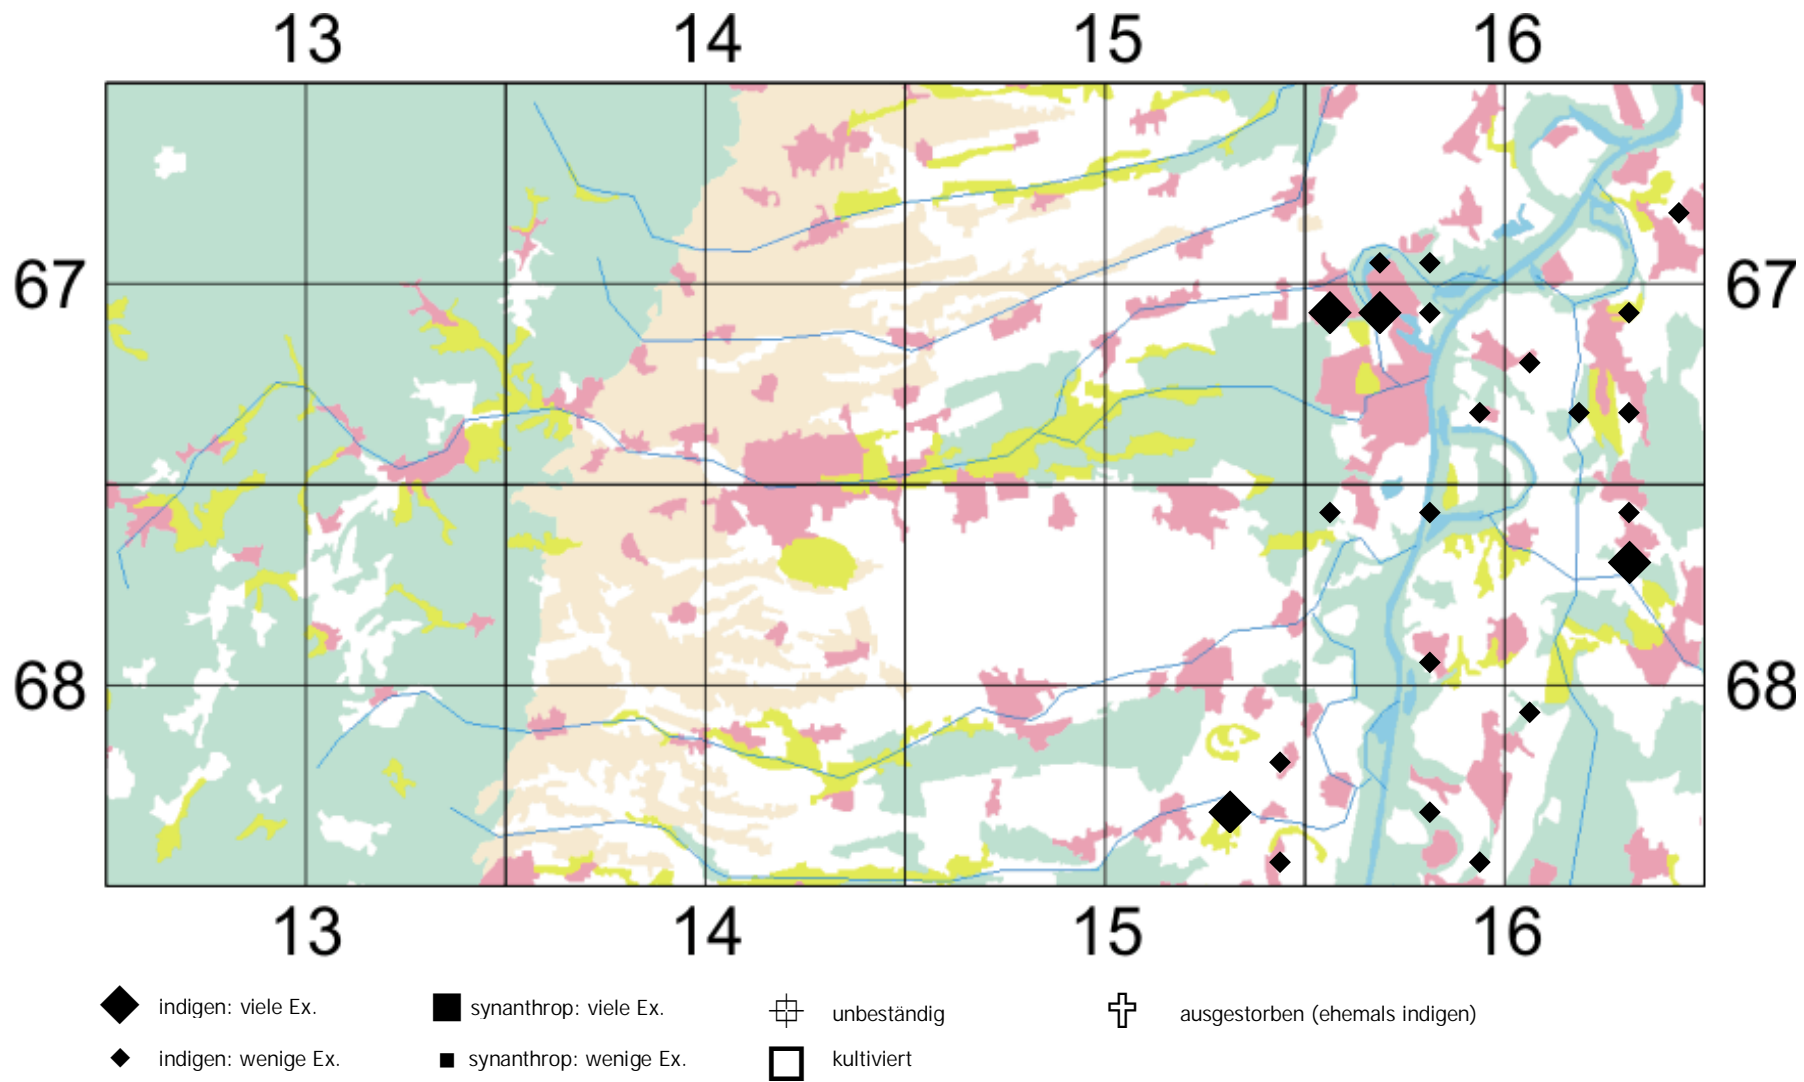 13 14 15 16
67 67
68 68
13 14 15 16
indigen: viele Ex. synanthrop: viele Ex. unbeständig ausgestorben (ehemals indigen)
indigen: wenige Ex. synanthrop: wenige Ex. kultiviert